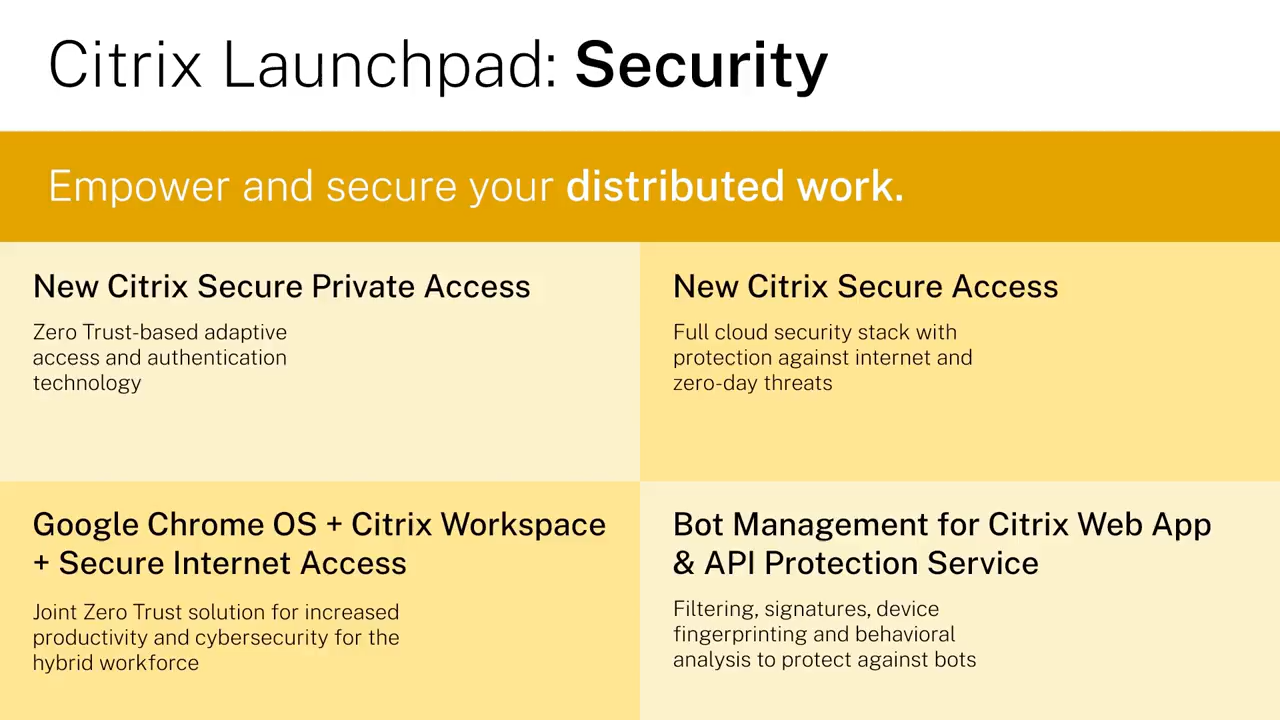 Citrix Launchpad: Security
Empower and secure your distributed work.
New Citrix Secure Private Access
Zero Trust-based adaptive
access and authentication
technology
New Citrix Secure Access
Full cloud security stack with
protection against internet and
zero-day threats
Google Chrome OS + Citrix Workspace
+ Secure Internet Access
Joint Zero Trust solution for increased
productivity and cybersecurity for the
hybrid workforce
Bot Management for Citrix Web App
& API Protection Service
Filtering, signatures, device
fingerprinting and behavioral
analysis to protect against bots